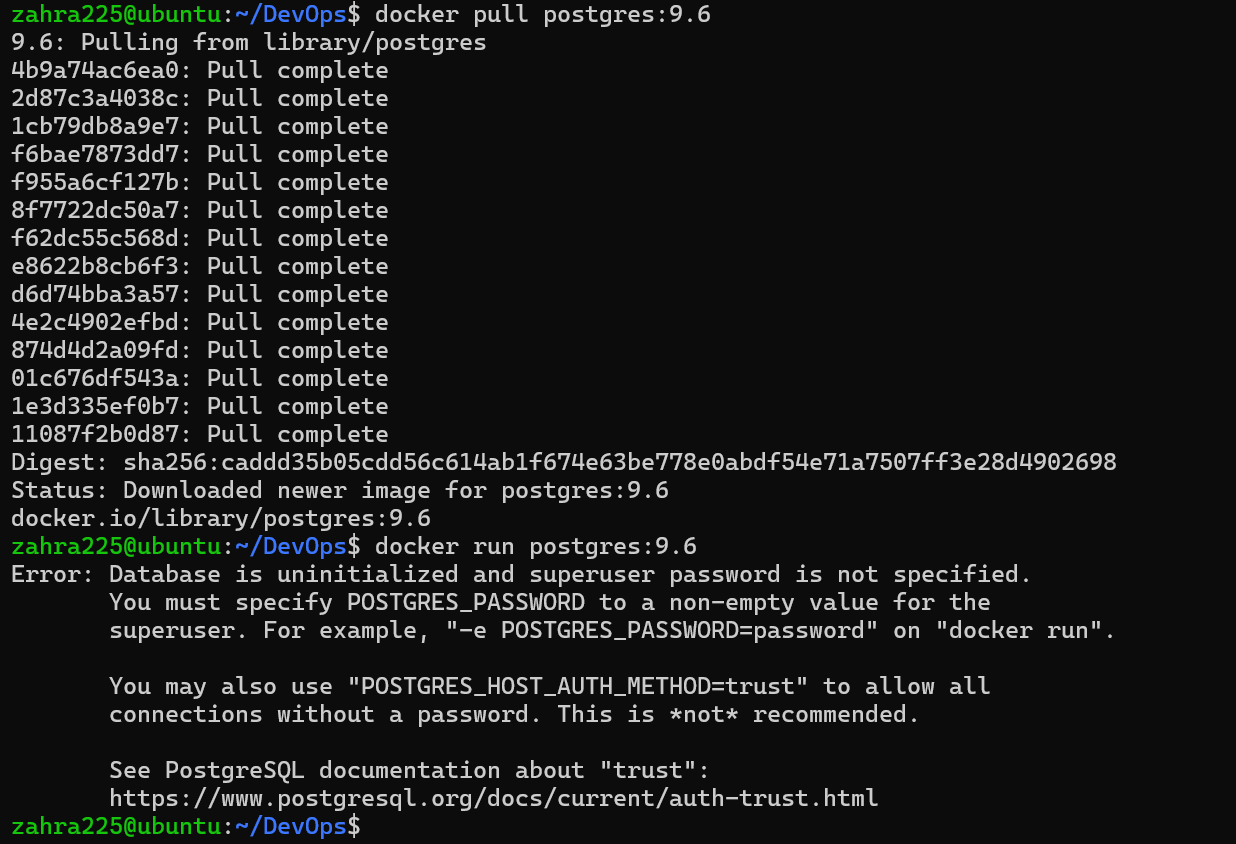 zahra225@ubuntu:~/DevOps$ docker pull postgres:9.6
9.6: Pulling from library/postgres
4b9a74ac6ea0: Pull complete
2d87c3a4038c: Pull complete
1cb79db8a9e7: Pull complete
f6bae7873dd7: Pull complete
f955a6cf127b: Pull complete
8f7722dc50a7: Pull complete
f62dc55c568d: Pull complete
e8622b8cb6f3: Pull complete
d6d74bba3a57: Pull complete
4e2c4902efbd: Pull complete
874d4d2a09fd: Pull complete
01c676df543a: Pull complete
1e3d335ef0b7: Pull complete
11087f2b0d87: Pull complete
Digest: sha256:caddd35b05cdd56c614ab1f674e63be778e0abdf54e71a7507ff3e28d4902698
Status: Downloaded newer image for postgres:9.6
docker.io/library/postgres:9.6
zahra225@ubuntu:~/DevOps$ docker run postgres:9.6
Error: Database is uninitialized and superuser password is not specified.
       You must specify POSTGRES_PASSWORD to a non-empty value for the
       superuser. For example, "-e POSTGRES_PASSWORD=password" on "docker run".

       You may also use "POSTGRES_HOST_AUTH_METHOD=trust" to allow all
       connections without a password. This is *not* recommended.

       See PostgreSQL documentation about "trust":
       https://www.postgresql.org/docs/current/auth-trust.html
zahra225@ubuntu:~/DevOps$